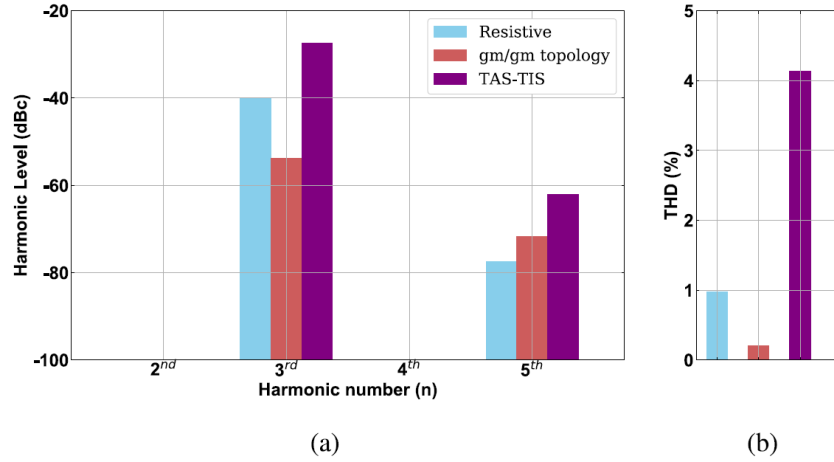 -20
-40
-60
-80
-100
Harmonic Level (dBc)
Resistive
gm/gm topology
TAS-TIS
2nd 3rd 4th 5th
Harmonic number (n)
(a)
5
4
3
2
1
0
THD (%)
(b)